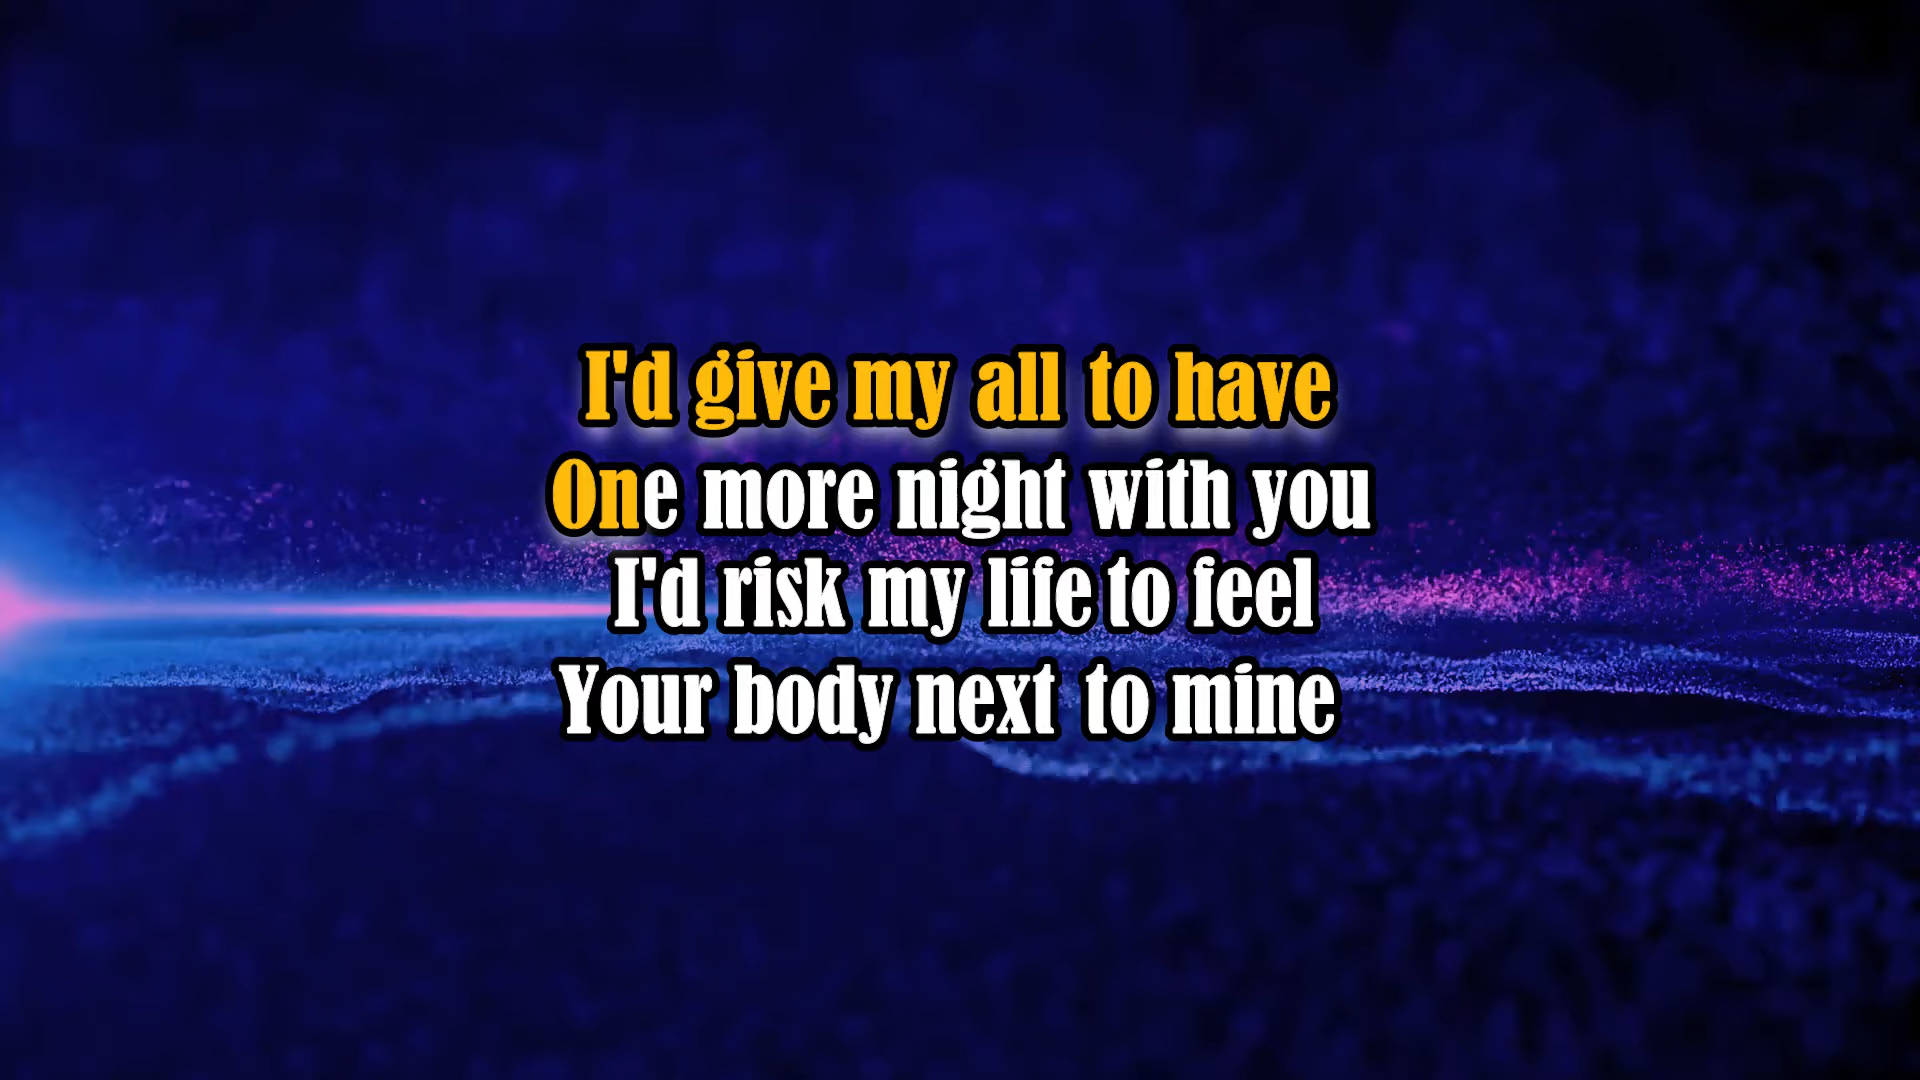 I'd give my all to have
One more night with you
I'd risk my life to feel
Your body next to mine